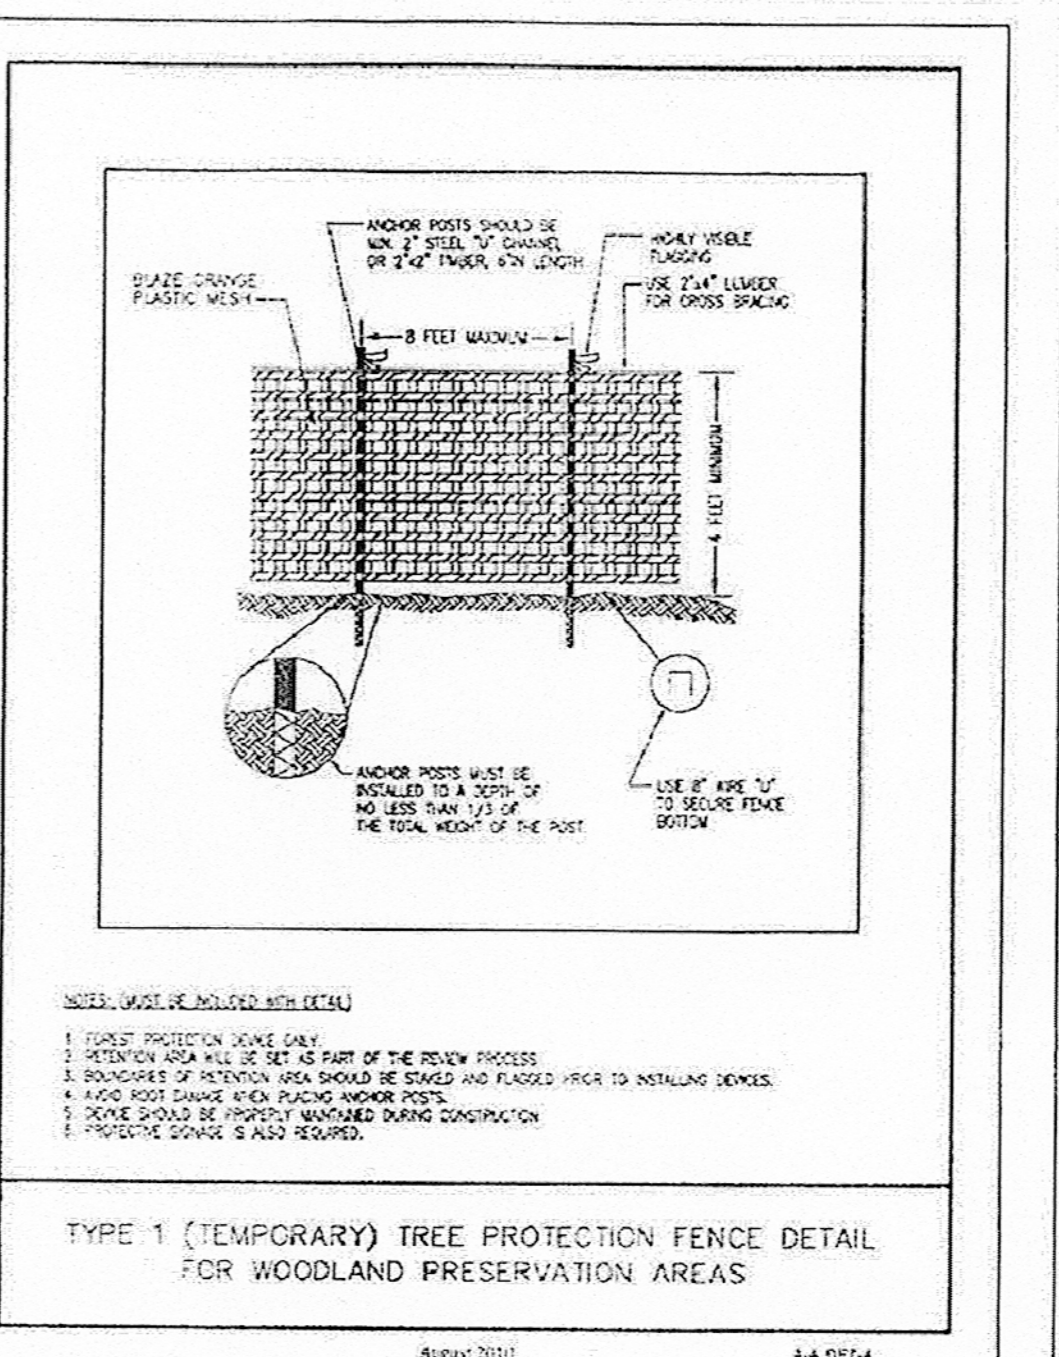 ANCHOR POSTS SHOULD BE
MIN. 2" STEEL "U" CHANNEL
OR 2"x2" TIMBER, 6' IN LENGTH
HIGHLY VISIBLE
FLAGGING
BLAZE ORANGE
PLASTIC MESH
USE 2"x4" LUMBER
FOR CROSS BRACING
8 FEET MAXIMUM
4 FEET MINIMUM
ANCHOR POSTS MUST BE
INSTALLED TO A DEPTH OF
NO LESS THAN 1/3 OF
THE TOTAL HEIGHT OF THE POST
USE 8" WIRE "U"
TO SECURE FENCE
BOTTOM
NOTES: (MUST BE INCLUDED WITH DETAIL)
1. FOREST PROTECTION DEVICE ONLY.
2. RETENTION AREA WILL BE SET AS PART OF THE REVIEW PROCESS
3. BOUNDARIES OF RETENTION AREA SHOULD BE STAKED AND FLAGGED PRIOR TO INSTALLING DEVICES.
4. AVOID ROOT DAMAGE WHEN PLACING ANCHOR POSTS.
5. DEVICE SHOULD BE PROPERLY MAINTAINED DURING CONSTRUCTION
6. PROTECTIVE SIGNAGE IS ALSO REQUIRED.
TYPE 1 (TEMPORARY) TREE PROTECTION FENCE DETAIL
FOR WOODLAND PRESERVATION AREAS
August 2010